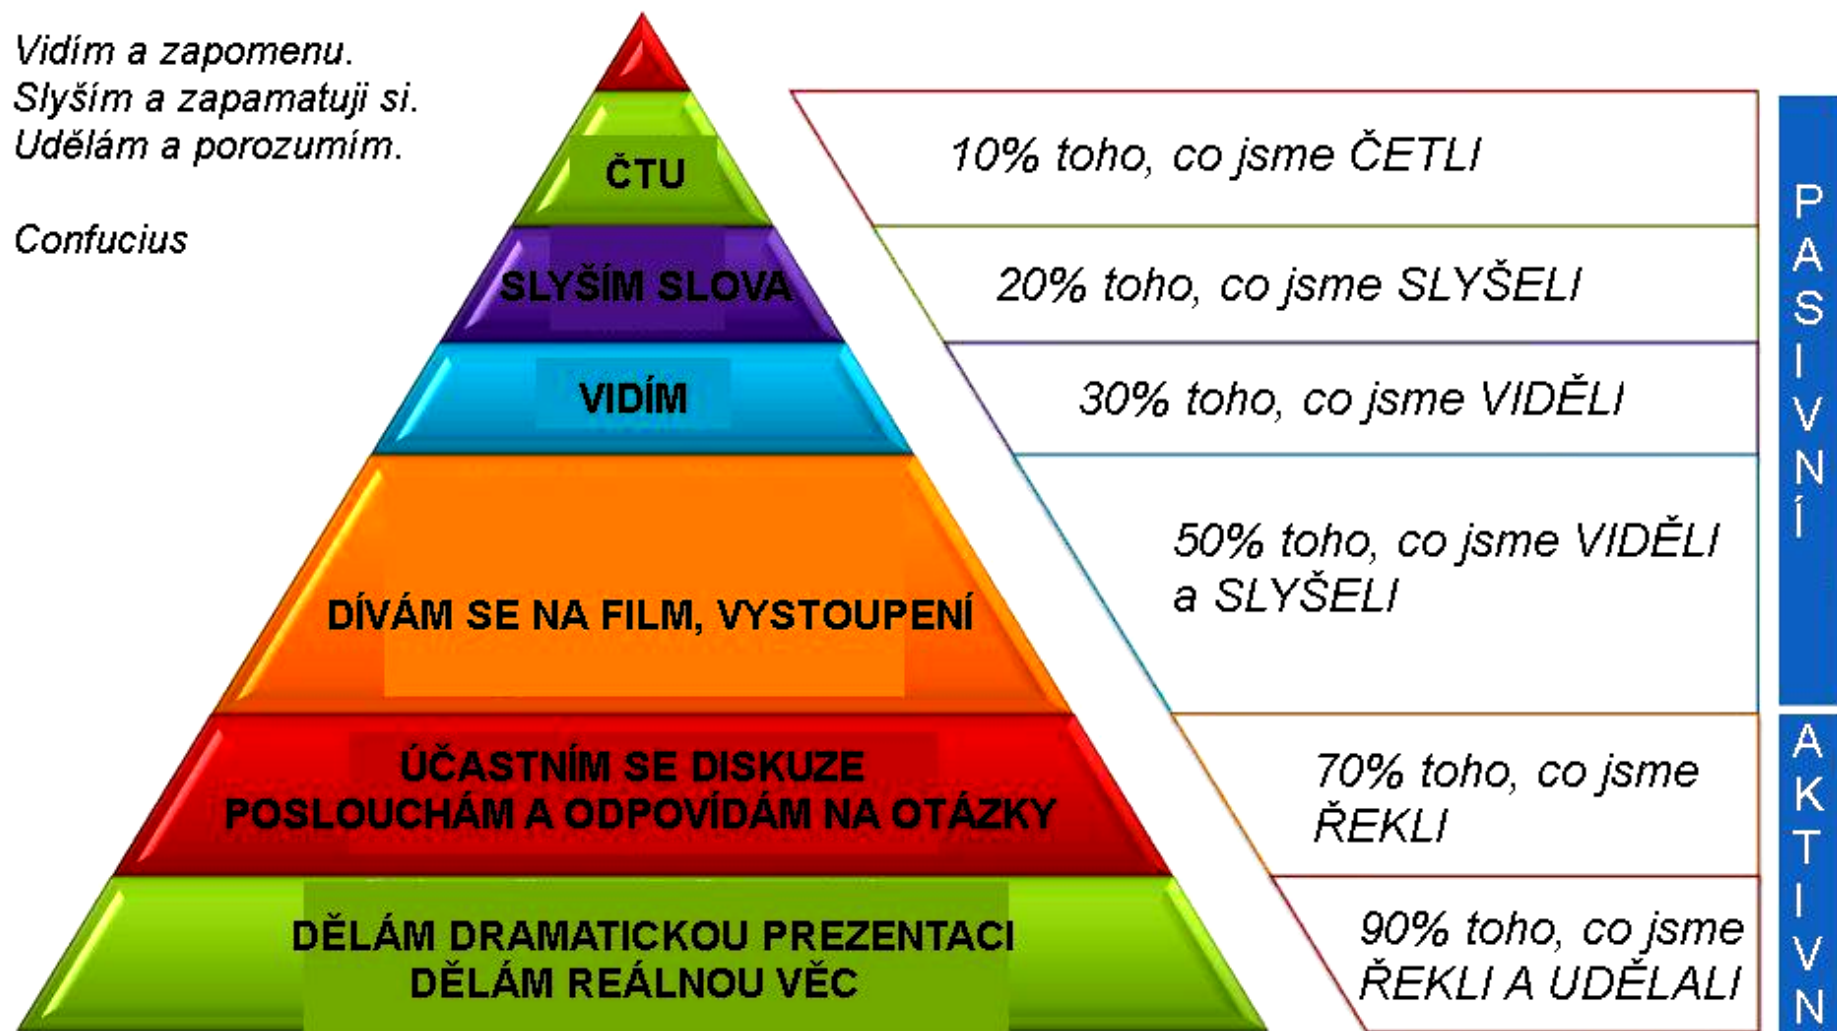 Vidím a zapomenu.
Slyším a zapamatuji si.
Udělám a porozumím.
Confucius
ČTU
10% toho, co jsme ČETLI
SLYŠÍM SLOVA
20% toho, co jsme SLYŠELI
VIDÍM
30% toho, co jsme VIDĚLI
DÍVÁM SE NA FILM, VYSTOUPENÍ
50% toho, co jsme VIDĚLI
a SLYŠELI
ÚČASTNÍM SE DISKUZE
POSLOUCHÁM A ODPOVÍDÁM NA OTÁZKY
70% toho, co jsme
ŘEKLI
DĚLÁM DRAMATICKOU PREZENTACI
DĚLÁM REÁLNOU VĚC
90% toho, co jsme
ŘEKLI A UDĚLALI
PASIVNÍ
AKTIVN